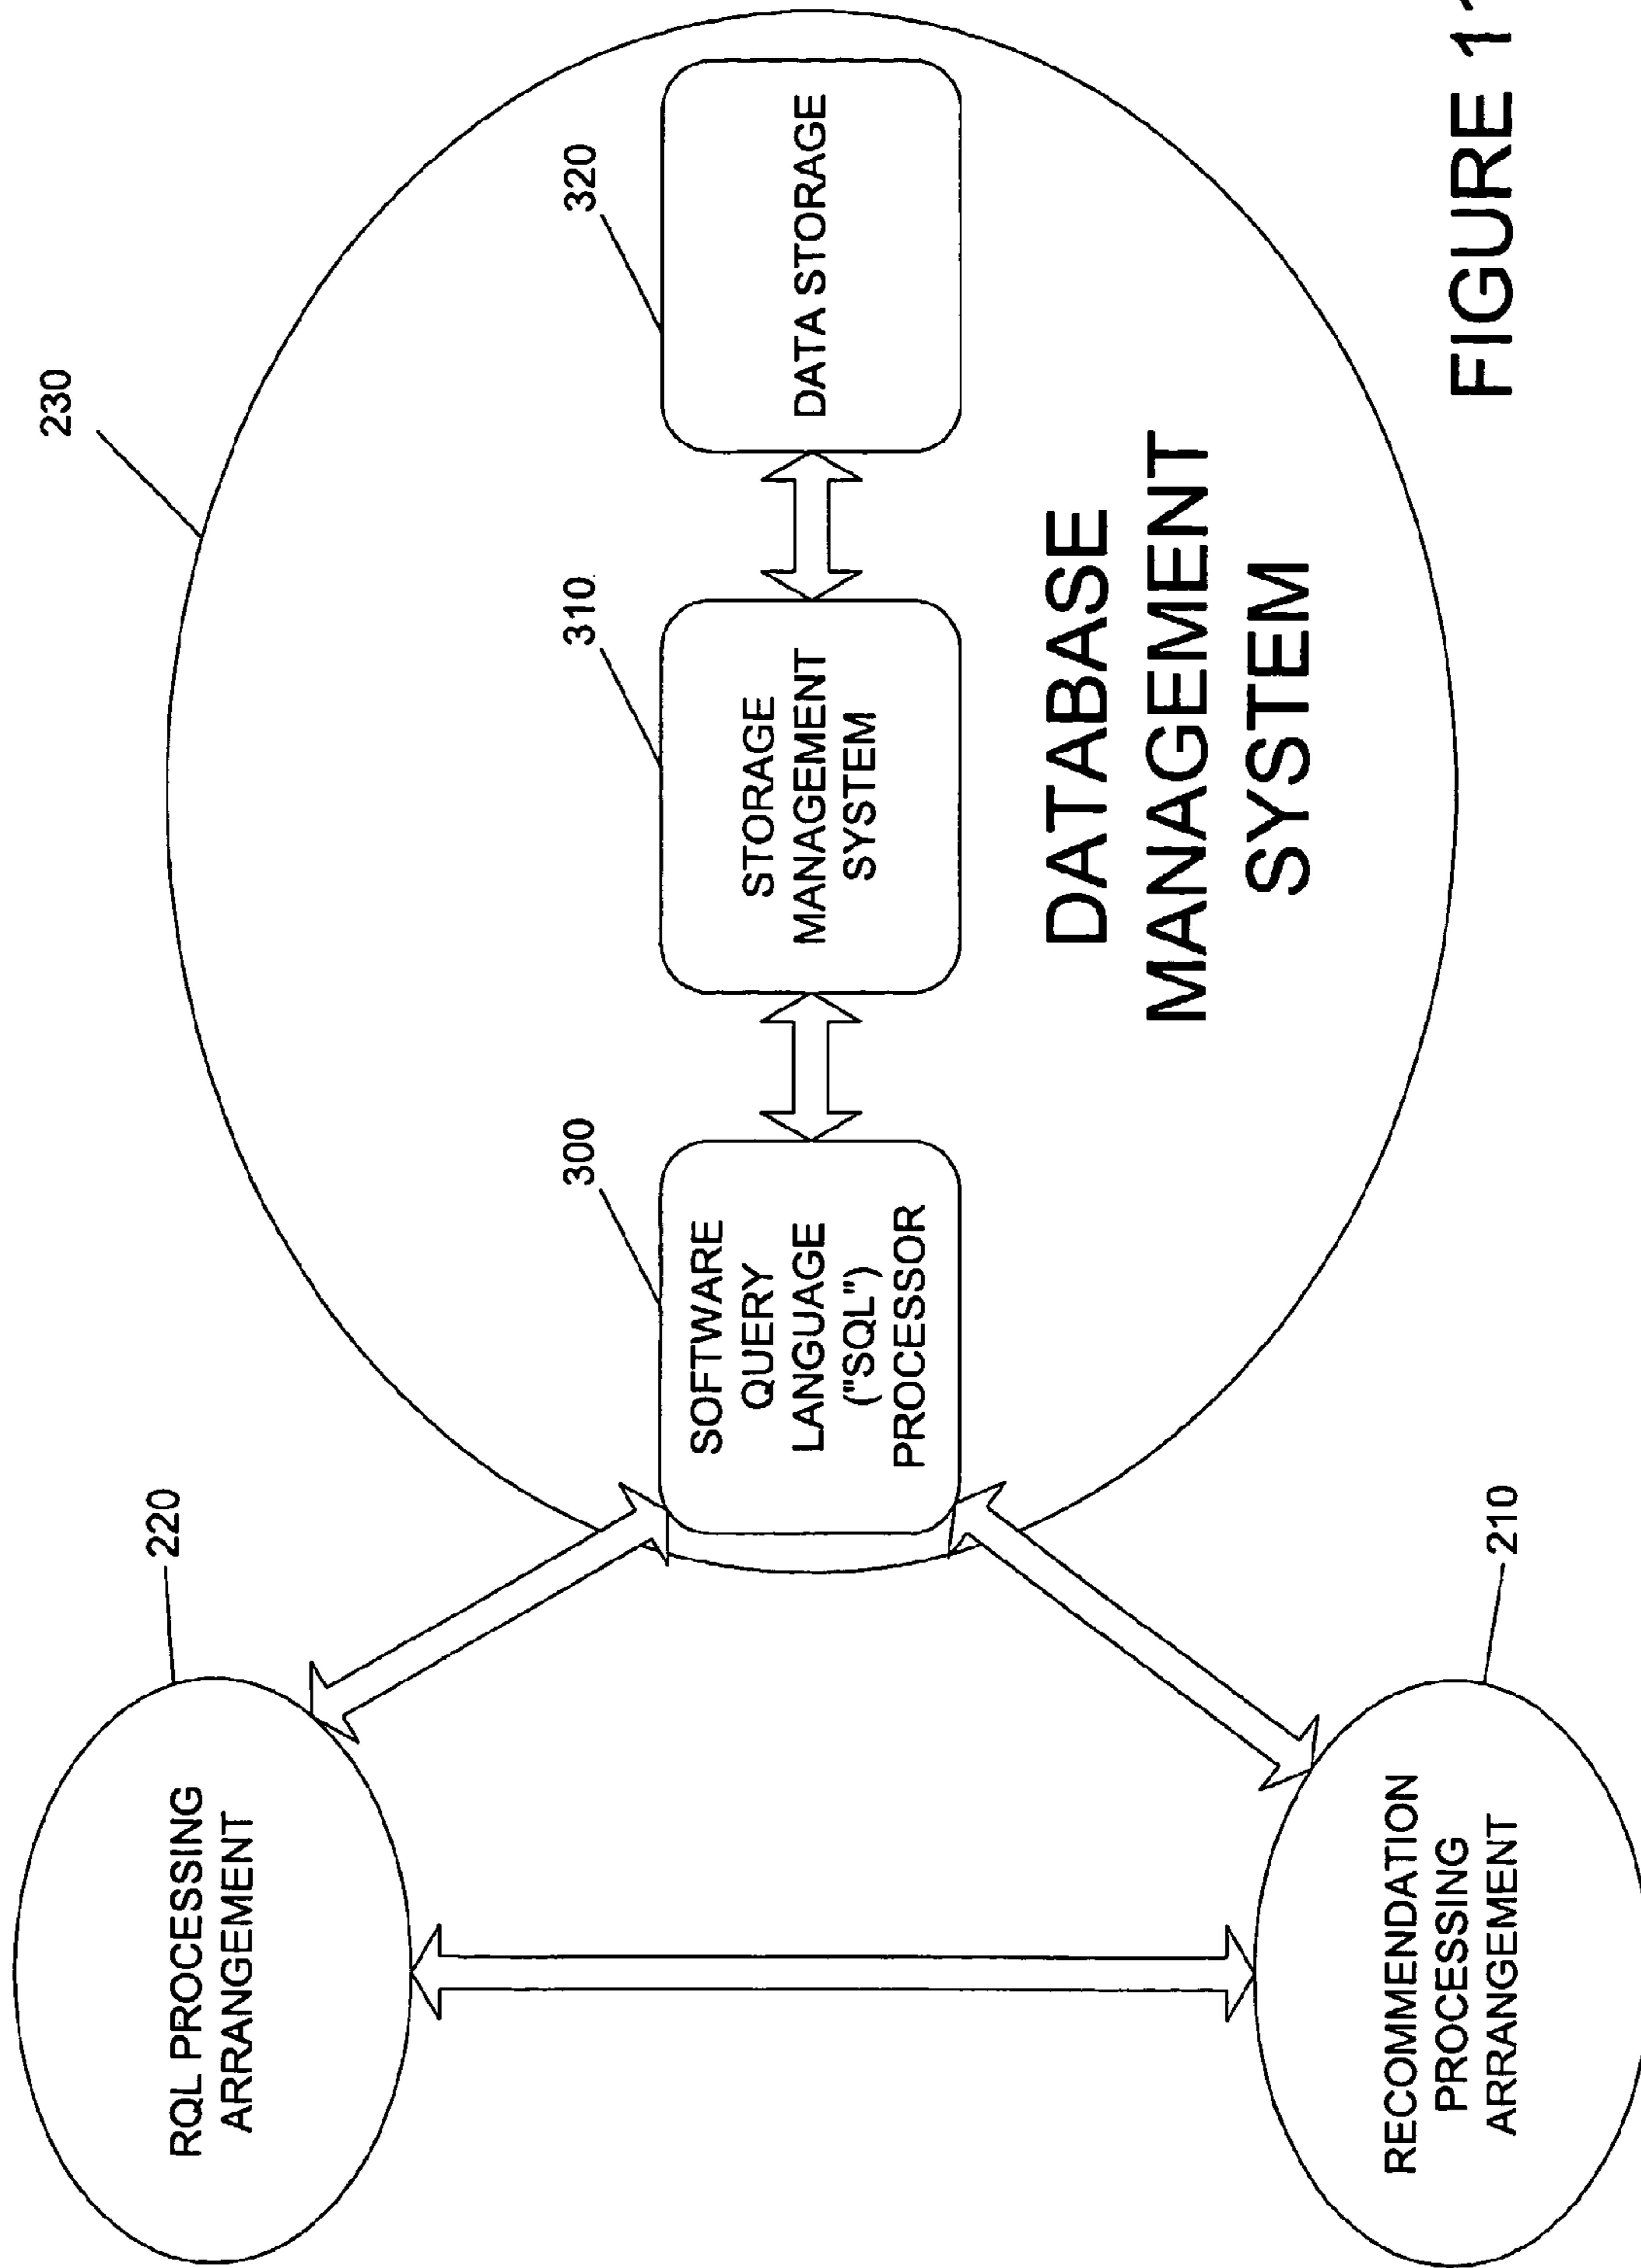 230
220
RQL PROCESSING
ARRANGEMENT
300
310
320
SOFTWARE
QUERY
LANGUAGE
("SQL")
PROCESSOR
STORAGE
MANAGEMENT
SYSTEM
DATA STORAGE
DATABASE
MANAGEMENT
SYSTEM
210
RECOMMENDATION
PROCESSING
ARRANGEMENT
FIGURE 11